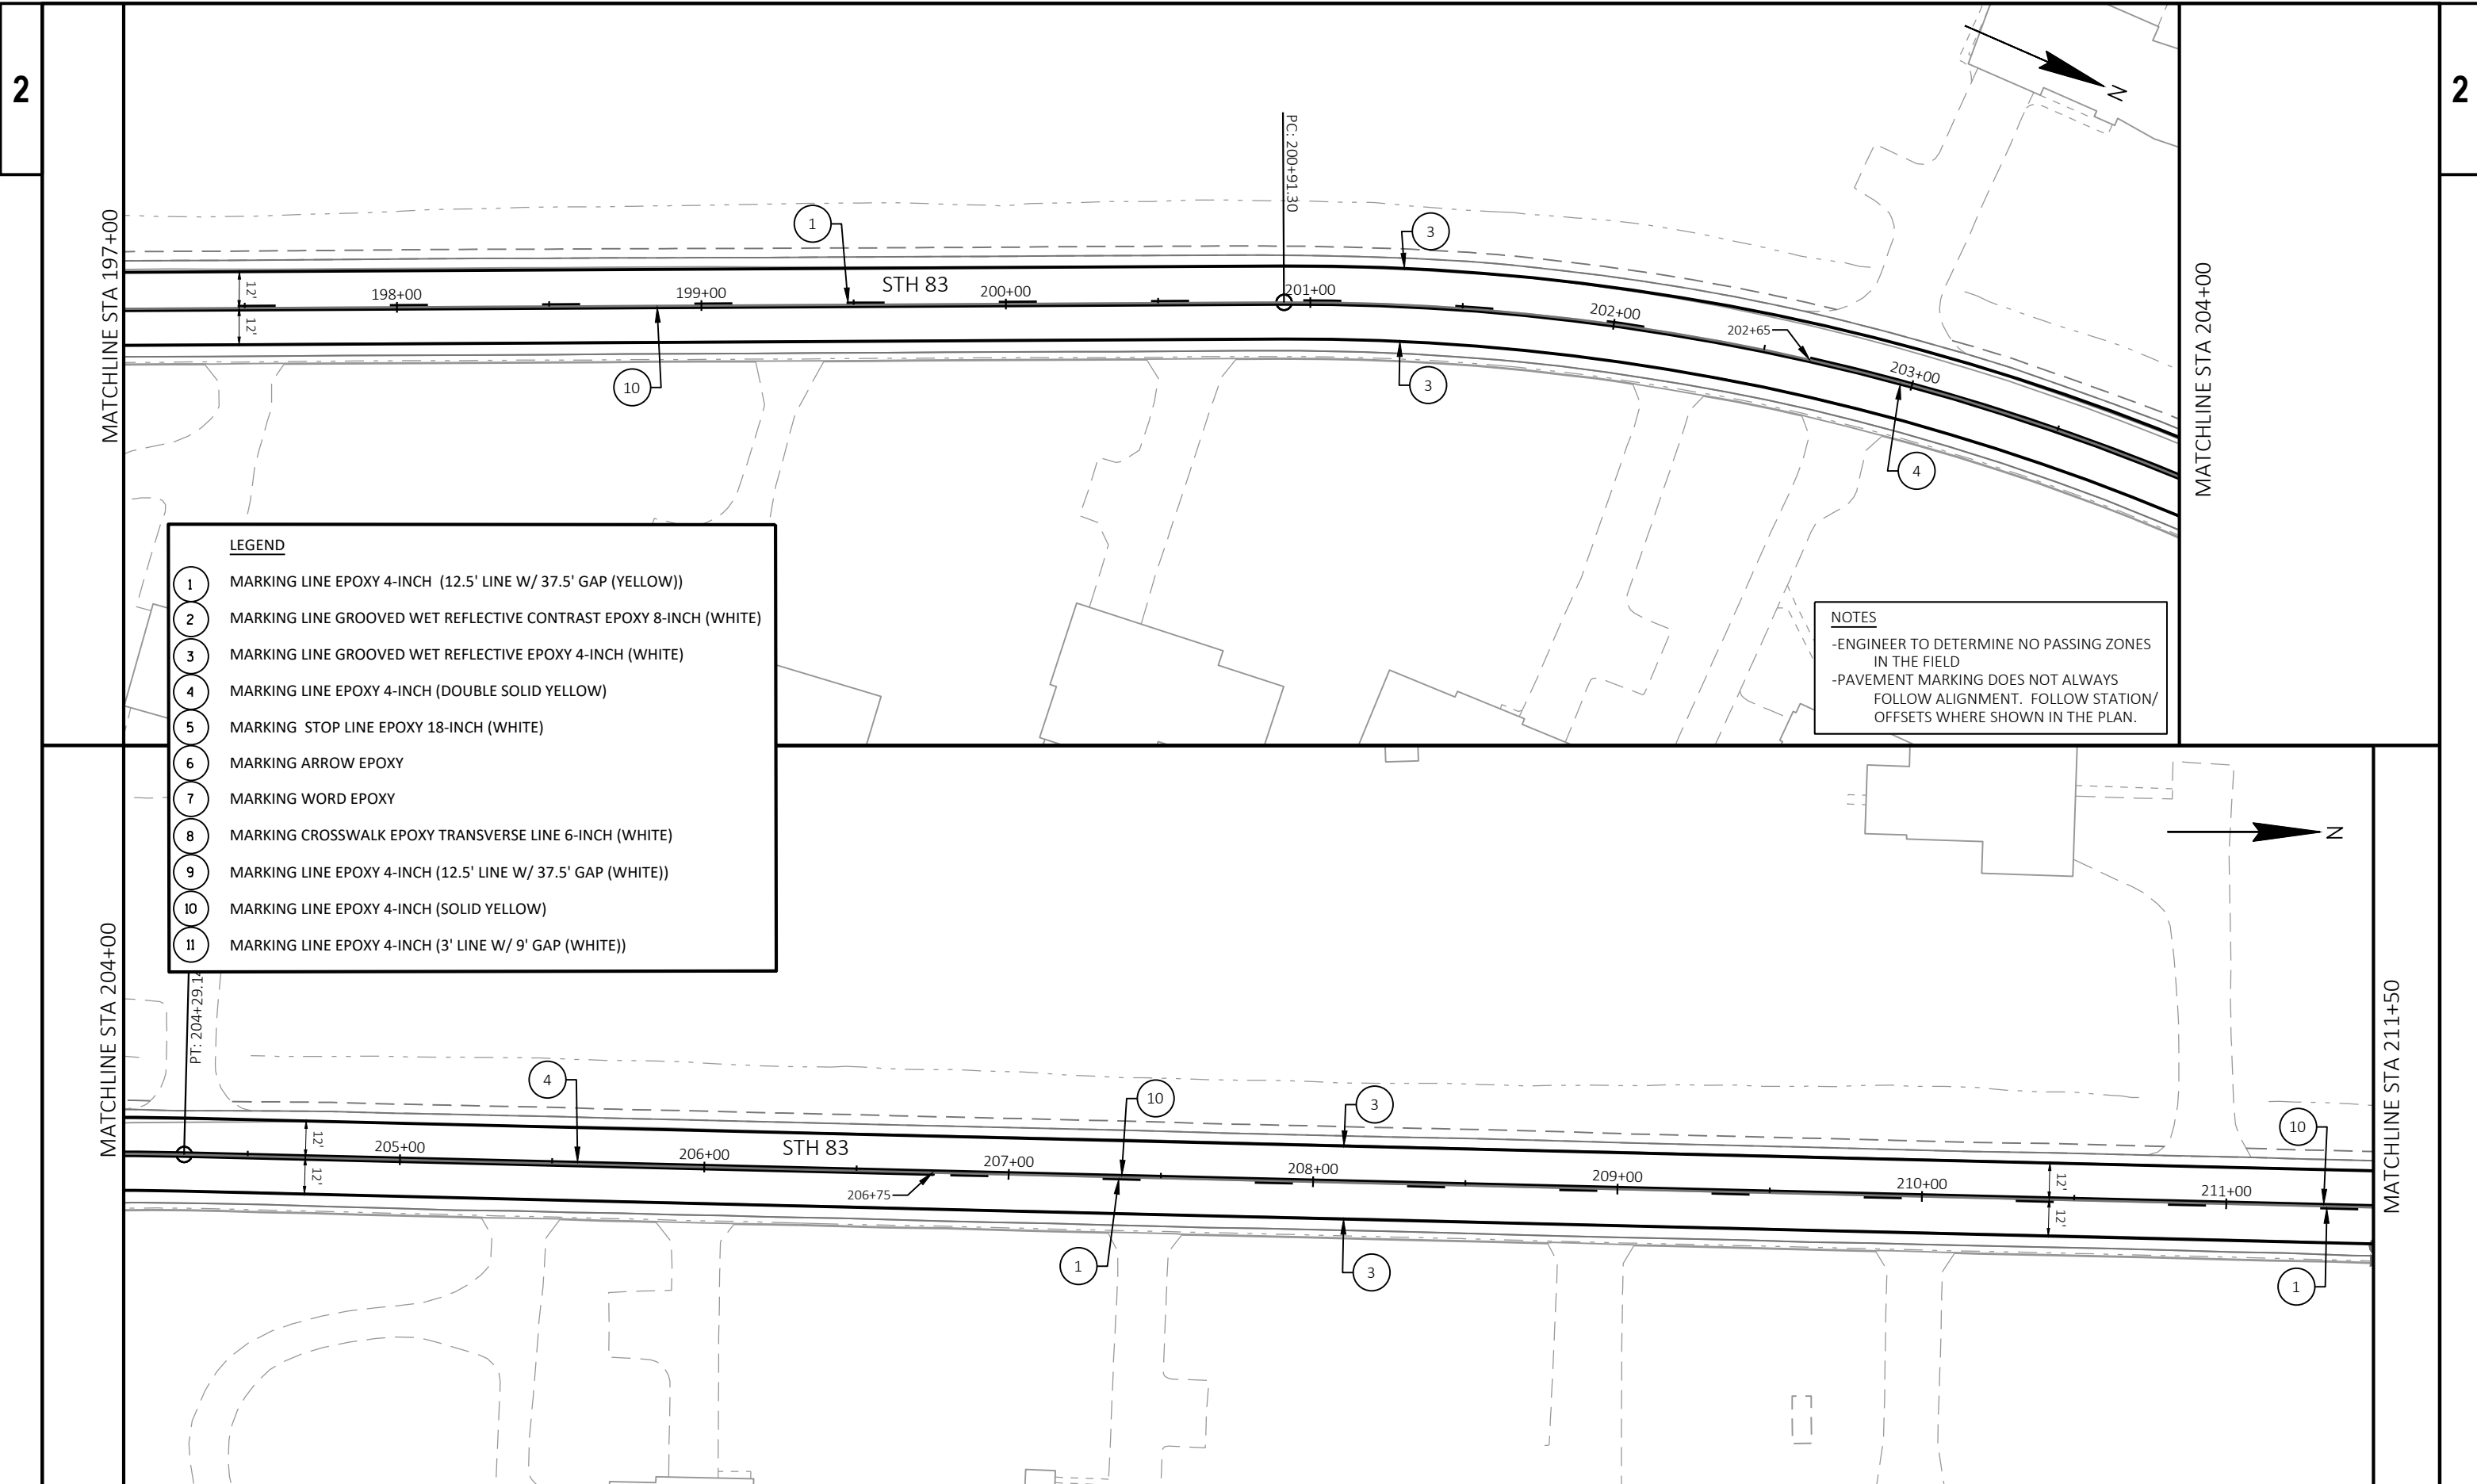 2
2
MATCHLINE STA 197+00
12'
12'
198+00
199+00
STH 83
200+00
PC: 200+91.30
201+00
202+00
202+65
203+00
1
3
10
3
4
N
MATCHLINE STA 204+00
LEGEND
1 MARKING LINE EPOXY 4-INCH (12.5' LINE W/ 37.5' GAP (YELLOW))
2 MARKING LINE GROOVED WET REFLECTIVE CONTRAST EPOXY 8-INCH (WHITE)
3 MARKING LINE GROOVED WET REFLECTIVE EPOXY 4-INCH (WHITE)
4 MARKING LINE EPOXY 4-INCH (DOUBLE SOLID YELLOW)
5 MARKING STOP LINE EPOXY 18-INCH (WHITE)
6 MARKING ARROW EPOXY
7 MARKING WORD EPOXY
8 MARKING CROSSWALK EPOXY TRANSVERSE LINE 6-INCH (WHITE)
9 MARKING LINE EPOXY 4-INCH (12.5' LINE W/ 37.5' GAP (WHITE))
10 MARKING LINE EPOXY 4-INCH (SOLID YELLOW)
11 MARKING LINE EPOXY 4-INCH (3' LINE W/ 9' GAP (WHITE))
NOTES
-ENGINEER TO DETERMINE NO PASSING ZONES
IN THE FIELD
-PAVEMENT MARKING DOES NOT ALWAYS
FOLLOW ALIGNMENT. FOLLOW STATION/
OFFSETS WHERE SHOWN IN THE PLAN.
MATCHLINE STA 204+00
PT: 204+29.14
12'
12'
205+00
4
206+00
STH 83
206+75
207+00
10
1
208+00
3
3
209+00
210+00
12'
12'
211+00
10
1
N
MATCHLINE STA 211+50